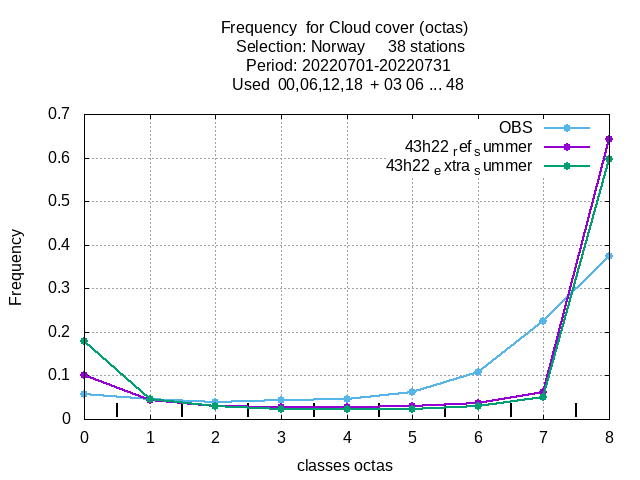 Frequency  for Cloud cover (octas)
Selection: Norway     38 stations
Period: 20220701-20220731
Used  00,06,12,18  + 03 06 ... 48
OBS
43h22 ref summer
43h22 extra summer
0.7
0.6
0.5
0.4
0.3
0.2
0.1
0
Frequency
0 1 2 3 4 5 6 7 8
classes octas